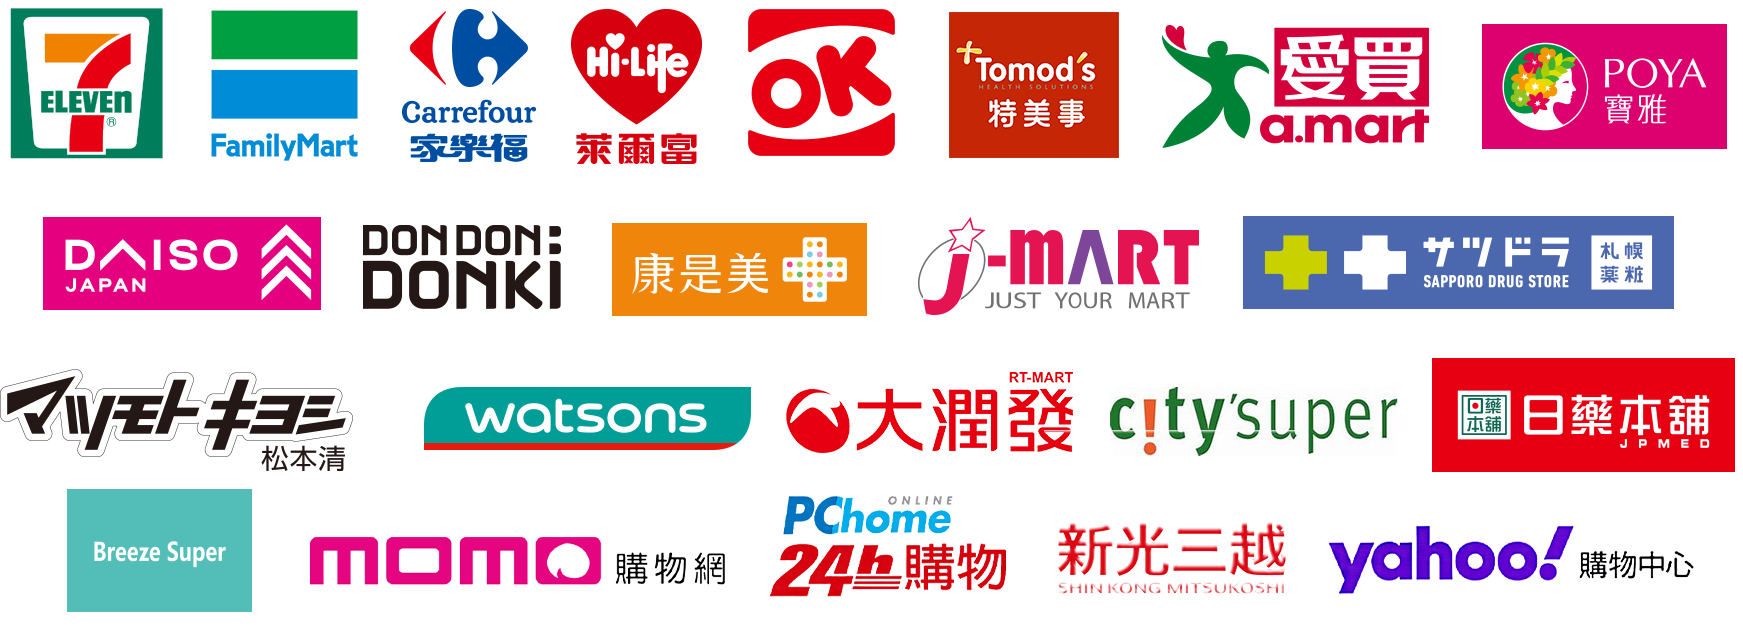 7
ELEVEN
®
FamilyMart
Carrefour
家樂福
Hi-Life
萊爾富
OK
Tomod's
HEALTH SOLUTIONS
特美事
愛買
a.mart
POYA
寶雅
DAISO
JAPAN
DON DON:
DONKI
康是美
j-MART
JUST YOUR MART
サツドラ
SAPPORO DRUG STORE
札幌
薬粧
マツモトキヨシ
松本清
watsons
RT-MART
大潤發
c!ty'super
日藥
本舖
日藥本舖
JPMED
Breeze Super
momo購物網
PChome
ONLINE
24h購物
新光三越
SHIN KONG MITSUKOSHI
yahoo!購物中心